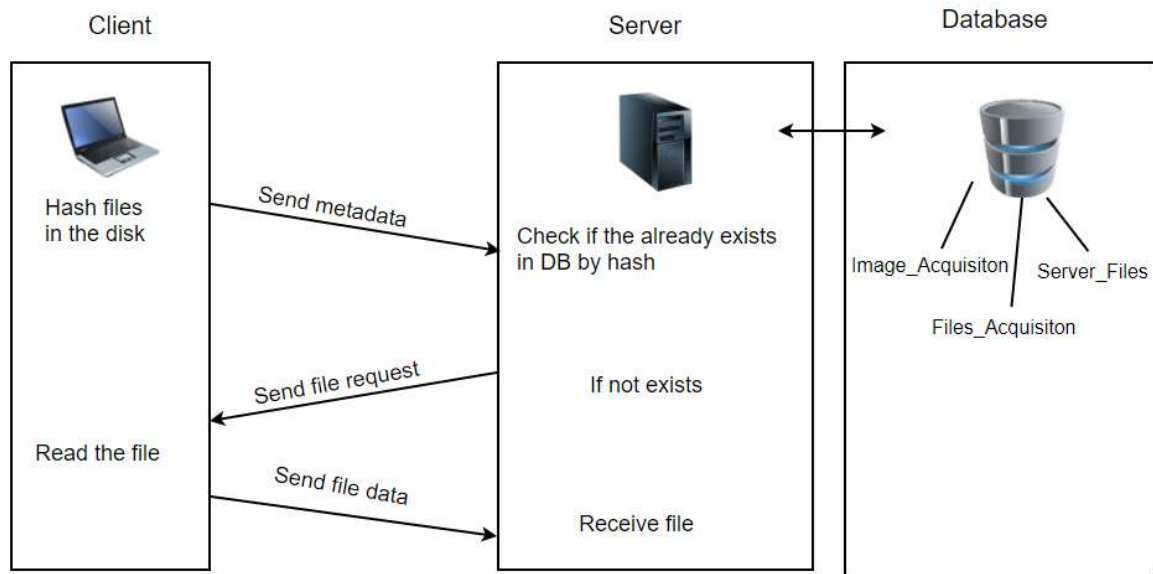 Client
Server
Database
Hash files
in the disk
Send metadata
Check if the already exists
in DB by hash
Image_Acquisiton
Server_Files
Files_Acquisiton
Send file request
If not exists
Read the file
Send file data
Receive file